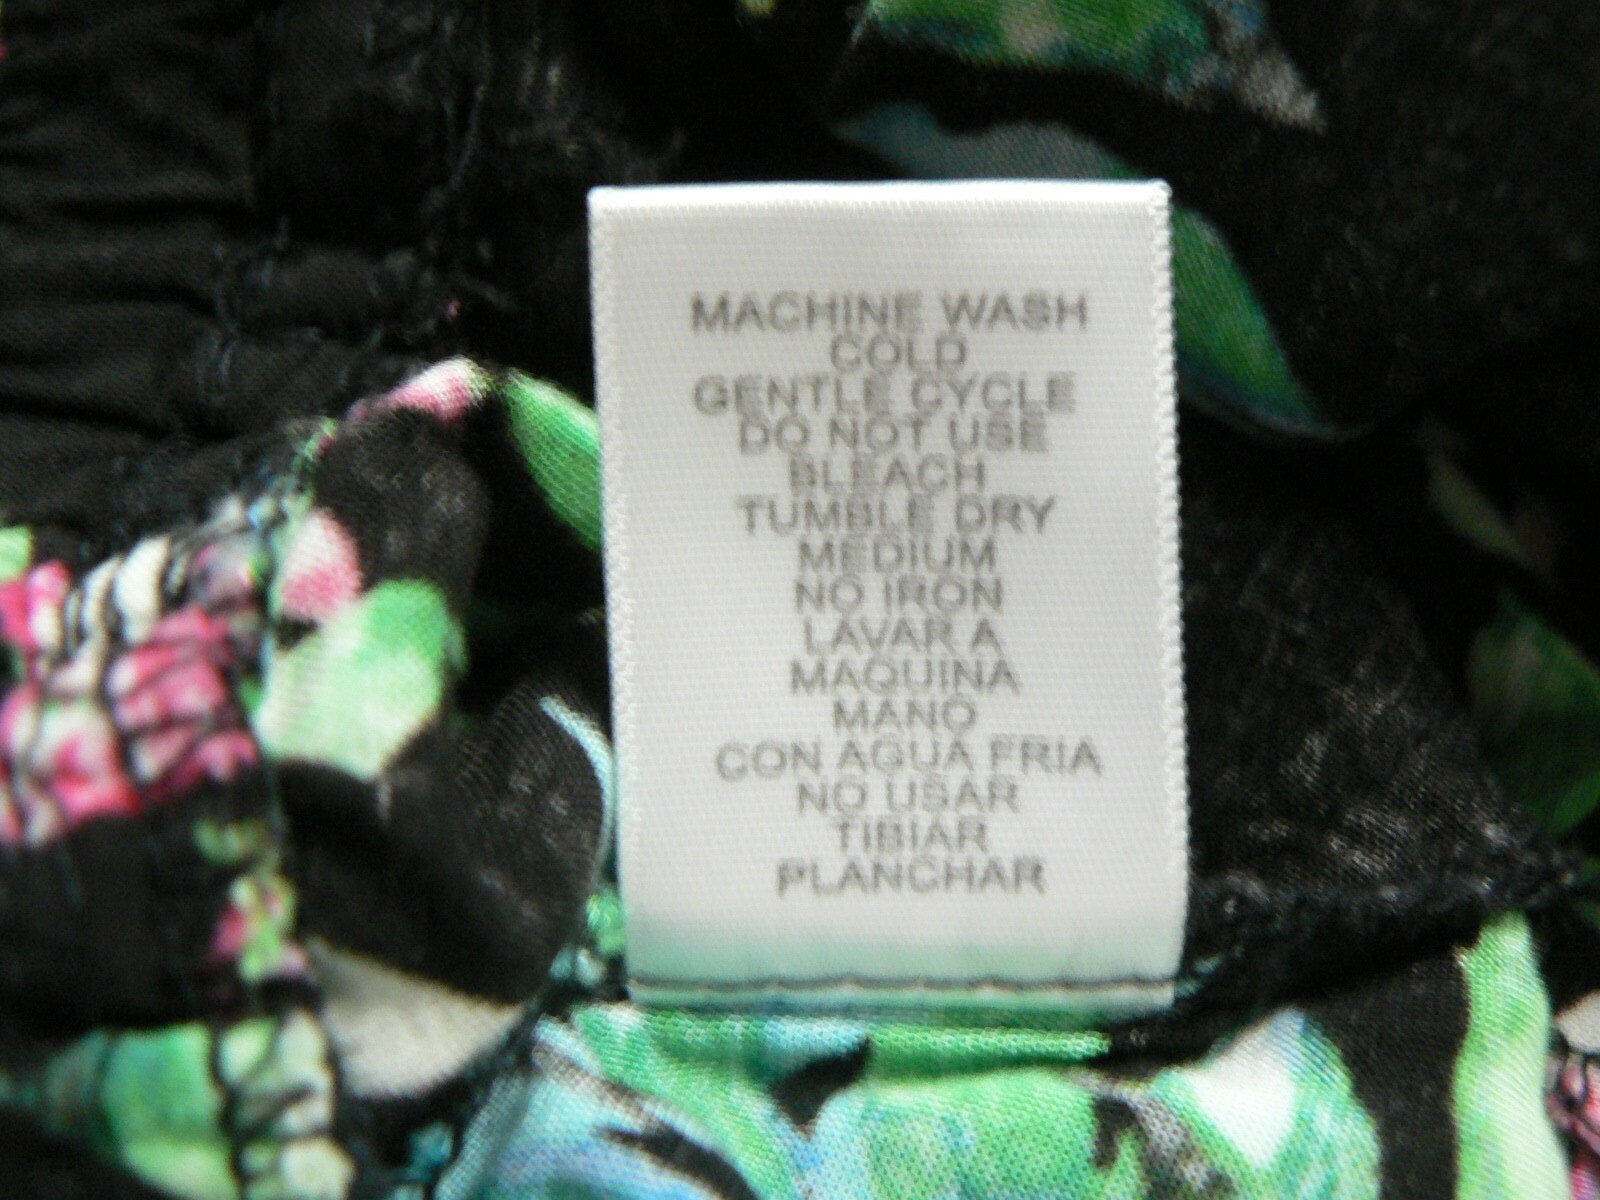 MACHINE WASH
COLD
GENTLE CYCLE
DO NOT USE
BLEACH
TUMBLE DRY
MEDIUM
NO IRON
LAVAR A
MAQUINA
MANO
CON AGUA FRIA
NO USAR
TIBIAR
PLANCHAR